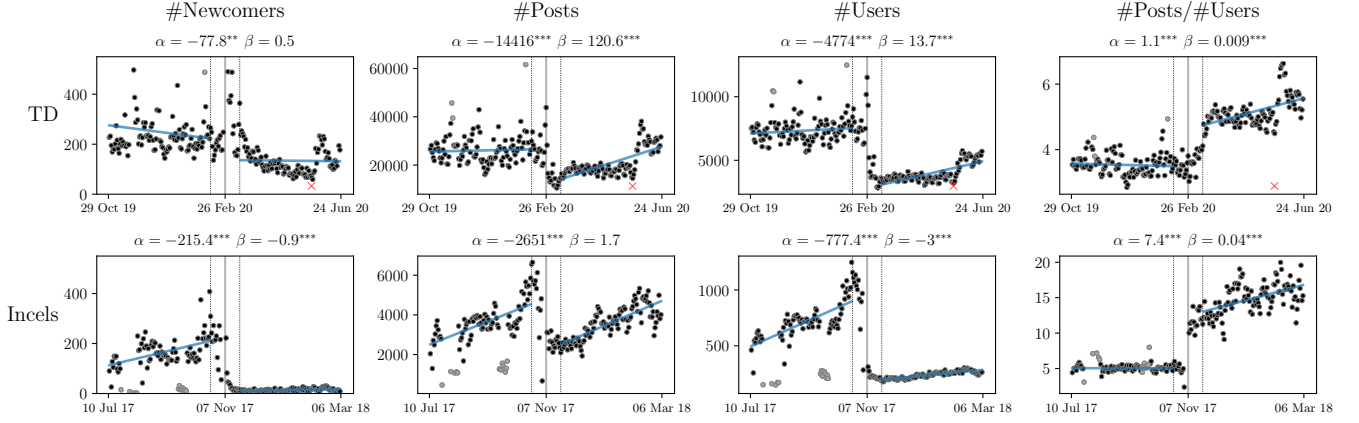 #Newcomers #Posts #Users #Posts/#Users
α = −77.8** β = 0.5 α = −14416*** β = 120.6*** α = −4774*** β = 13.7*** α = 1.1*** β = 0.009***
TD
400
200
0
29 Oct 19 26 Feb 20 24 Jun 20
60000
40000
20000
29 Oct 19 26 Feb 20 24 Jun 20
10000
5000
29 Oct 19 26 Feb 20 24 Jun 20
6
4
29 Oct 19 26 Feb 20 24 Jun 20
α = −215.4*** β = −0.9*** α = −2651*** β = 1.7 α = −777.4*** β = −3*** α = 7.4*** β = 0.04***
Incels
400
200
0
10 Jul 17 07 Nov 17 06 Mar 18
6000
4000
2000
10 Jul 17 07 Nov 17 06 Mar 18
1000
500
10 Jul 17 07 Nov 17 06 Mar 18
20
15
10
5
10 Jul 17 07 Nov 17 06 Mar 18